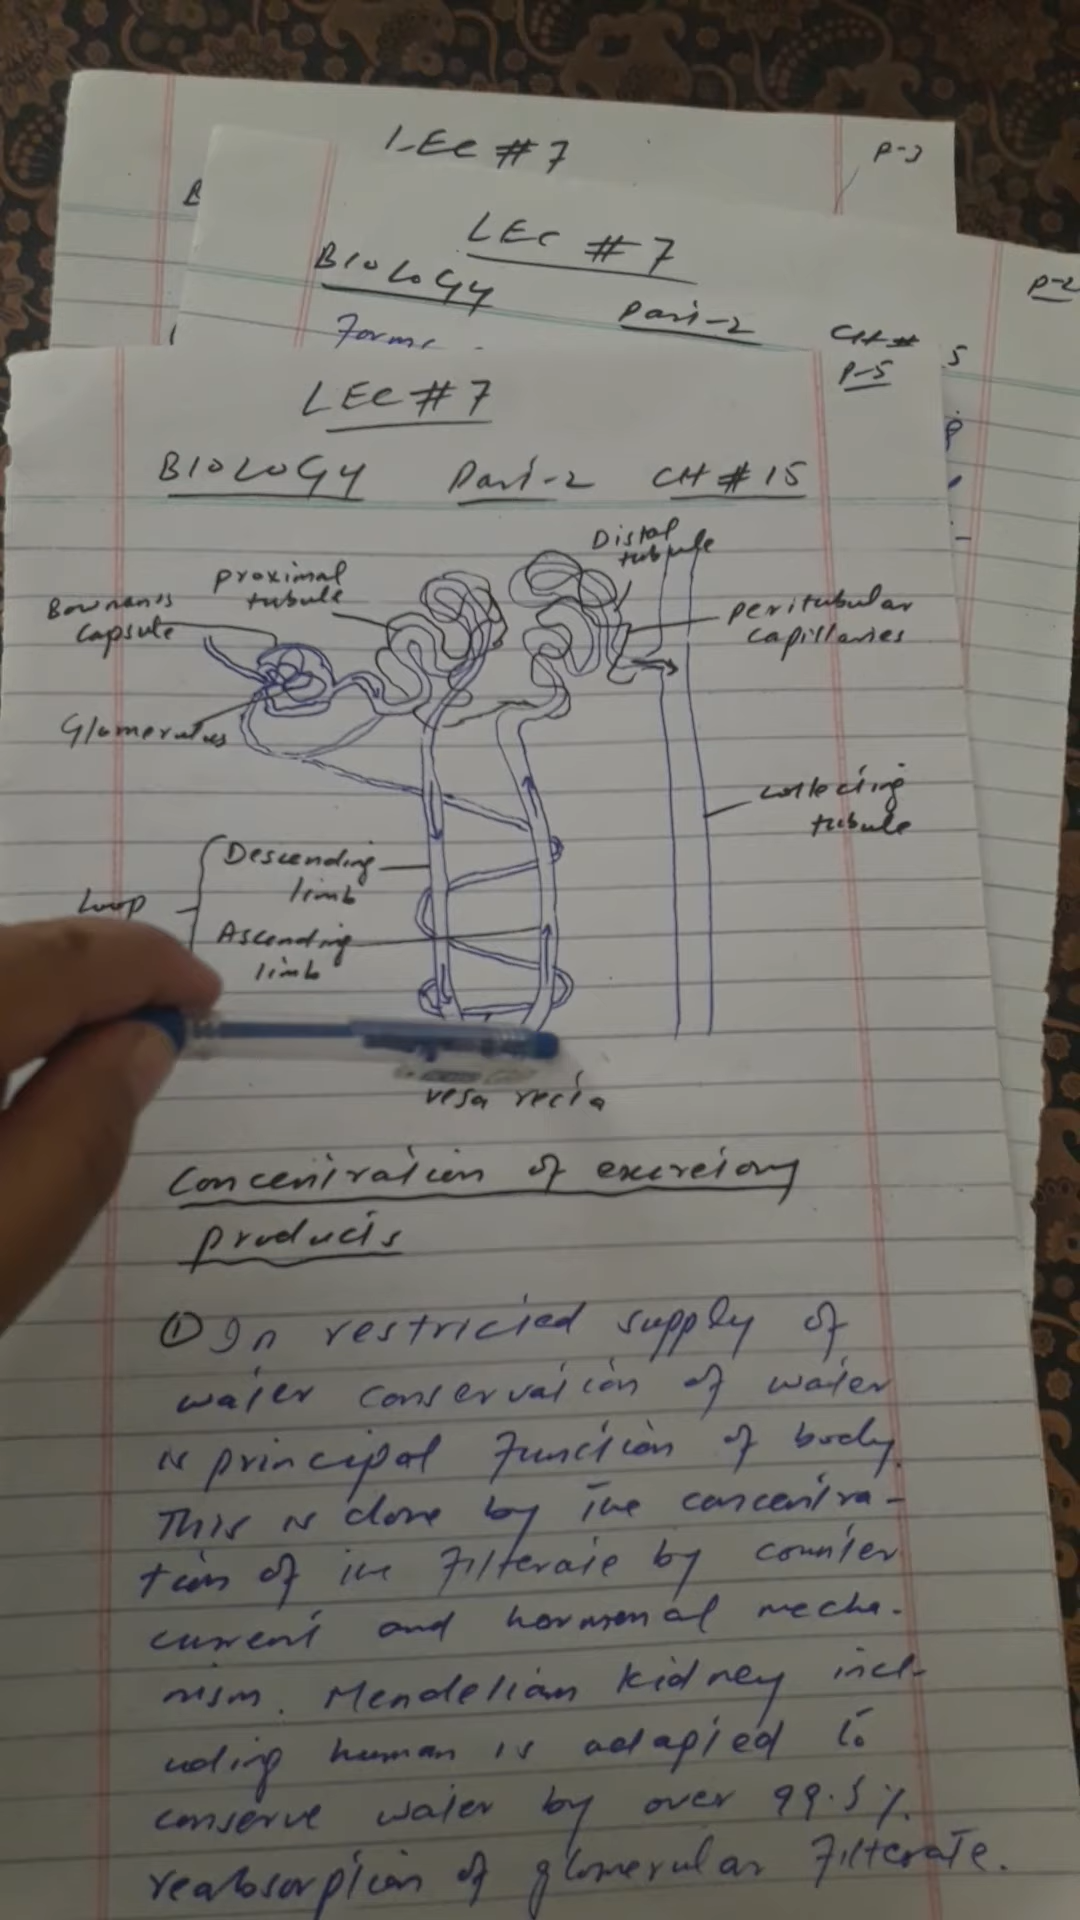 LEC #7
P-3
B
LEC #7
P-2
BIOLOGY Part-2 CH #
5
Forms
LEC #7
P-5
BIOLOGY Part-2 CH #15
Distal
tubule
proximal
tubule
Bowman's
capsule
peritubular
capillaries
Glomerulus
collecting
tubule
Descending
limb
Loop
Ascending
limb
vesa recta
Concentration of excretory
products
① In restricted supply of
water conservation of water
is principal function of body.
This is done by the concentra-
tion of the filterate by counter
current and hormonal mecha-
nism. Mendelian kidney incl-
uding human is adapted to
conserve water by over 99.5%
reabsorption of glomerular filterate.